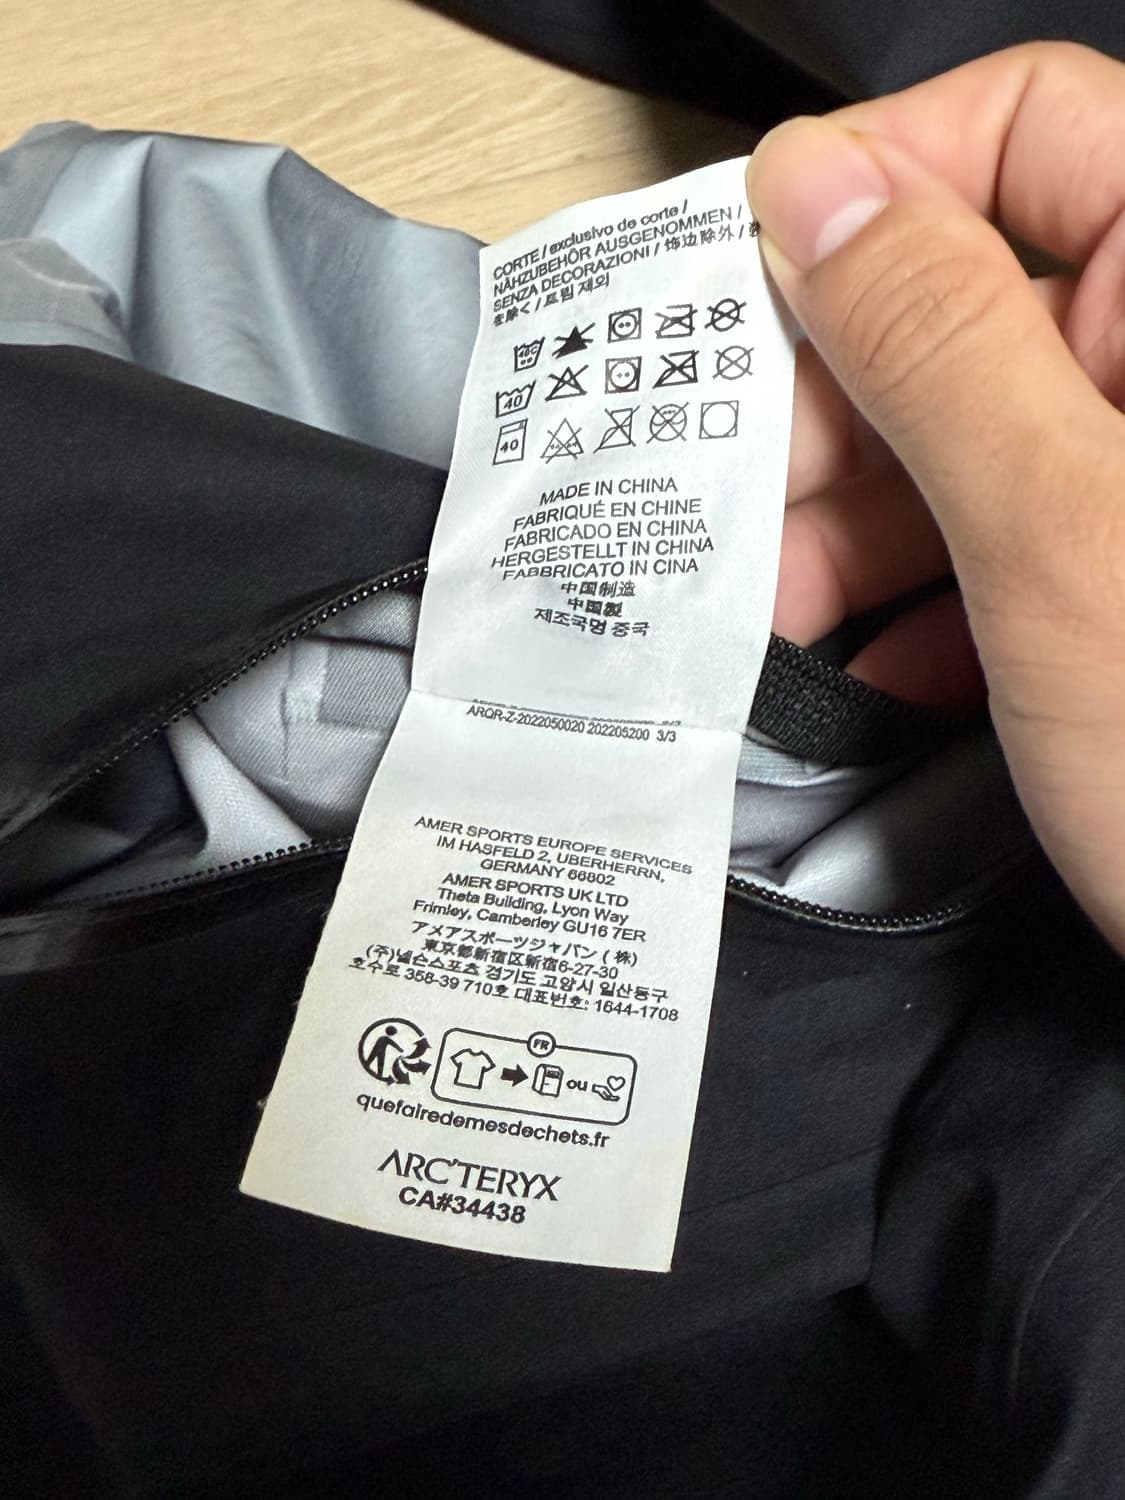 CORTE / exclusivo de corte /
NÄHZUBEHÖR AUSGENOMMEN /
SENZA DECORAZIONI / 饰边除外 /
を除く / 트림 제외
40C
40
40
MADE IN CHINA
FABRIQUÉ EN CHINE
FABRICADO EN CHINA
HERGESTELLT IN CHINA
FABBRICATO IN CINA
中国制造
中國製
제조국명 중국
ARQR-Z-2022050020 202205200 3/3
AMER SPORTS EUROPE SERVICES
IM HASFELD 2, UBERHERRN,
GERMANY 66802
AMER SPORTS UK LTD
Theta Building, Lyon Way
Frimley, Camberley GU16 7ER
アメアスポーツジャパン (株)
東京都新宿区新宿6-27-30
(주)넬슨스포츠 경기도 고양시 일산동구
호수로 358-39 710호 대표번호: 1644-1708
FR
ou
quefairedemesdechets.fr
ARC'TERYX
CA#34438